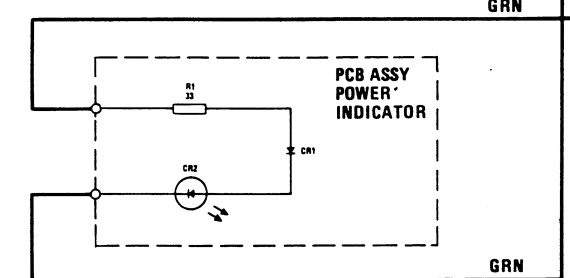 GRN
PCB ASSY
POWER
INDICATOR
R1
33
CR1
CR2
GRN